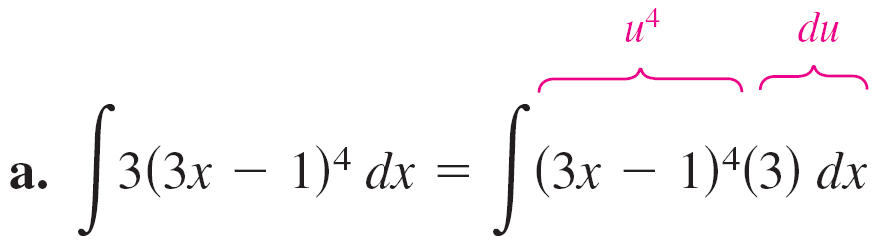 u⁴ du
a. ∫ 3(3x − 1)⁴ dx = ∫ (3x − 1)⁴(3) dx